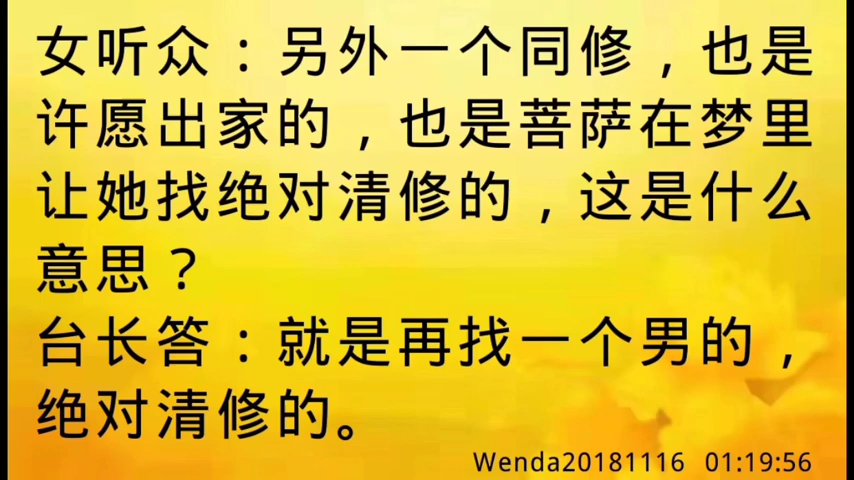 女听众：另外一个同修，也是
许愿出家的，也是菩萨在梦里
让她找绝对清修的，这是什么
意思？
台长答：就是再找一个男的，
绝对清修的。
Wenda20181116 01:19:56